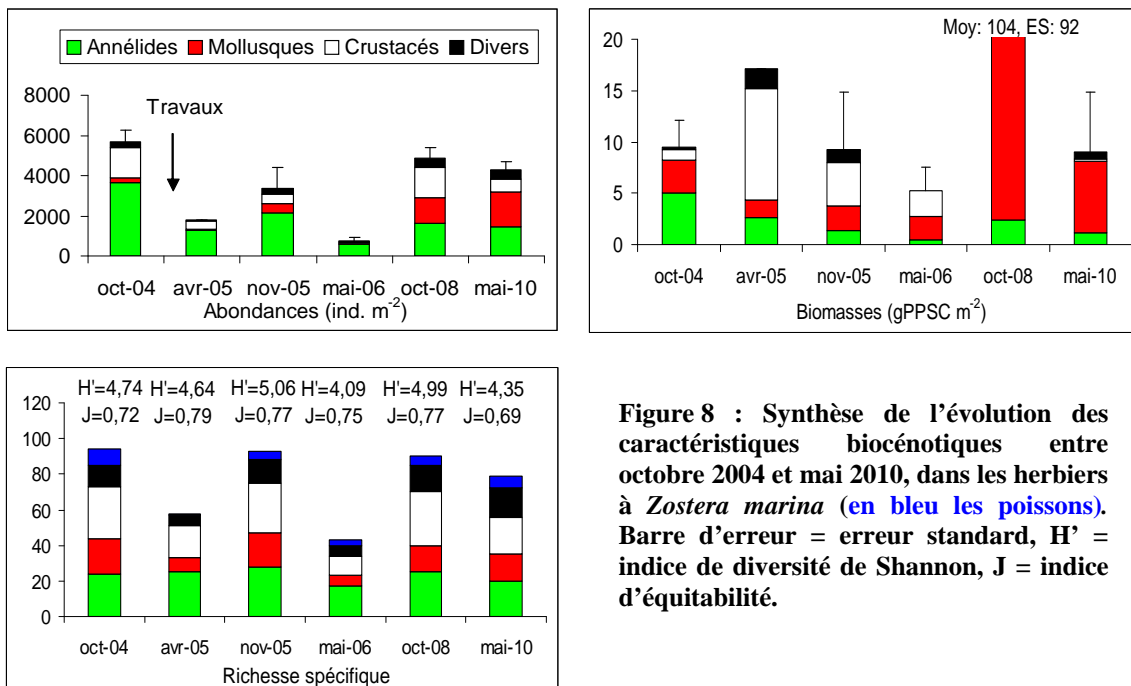 Annélides Mollusques Crustacés Divers
8000
6000
4000
2000
0
Travaux
oct-04 avr-05 nov-05 mai-06 oct-08 mai-10
Abondances (ind. m-2)
Moy: 104, ES: 92
20
15
10
5
0
oct-04 avr-05 nov-05 mai-06 oct-08 mai-10
Biomasses (gPPSC m-2)
H'=4,74 H'=4,64 H'=5,06 H'=4,09 H'=4,99 H'=4,35
J=0,72 J=0,79 J=0,77 J=0,75 J=0,77 J=0,69
120
100
80
60
40
20
0
oct-04 avr-05 nov-05 mai-06 oct-08 mai-10
Richesse spécifique
Figure 8 : Synthèse de l'évolution des
caractéristiques biocénotiques entre
octobre 2004 et mai 2010, dans les herbiers
à Zostera marina (en bleu les poissons).
Barre d'erreur = erreur standard, H' =
indice de diversité de Shannon, J = indice
d'équitabilité.